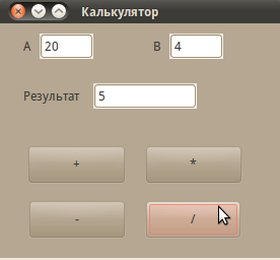 Калькулятор
A 20 B 4
Результат 5
+ *
- /